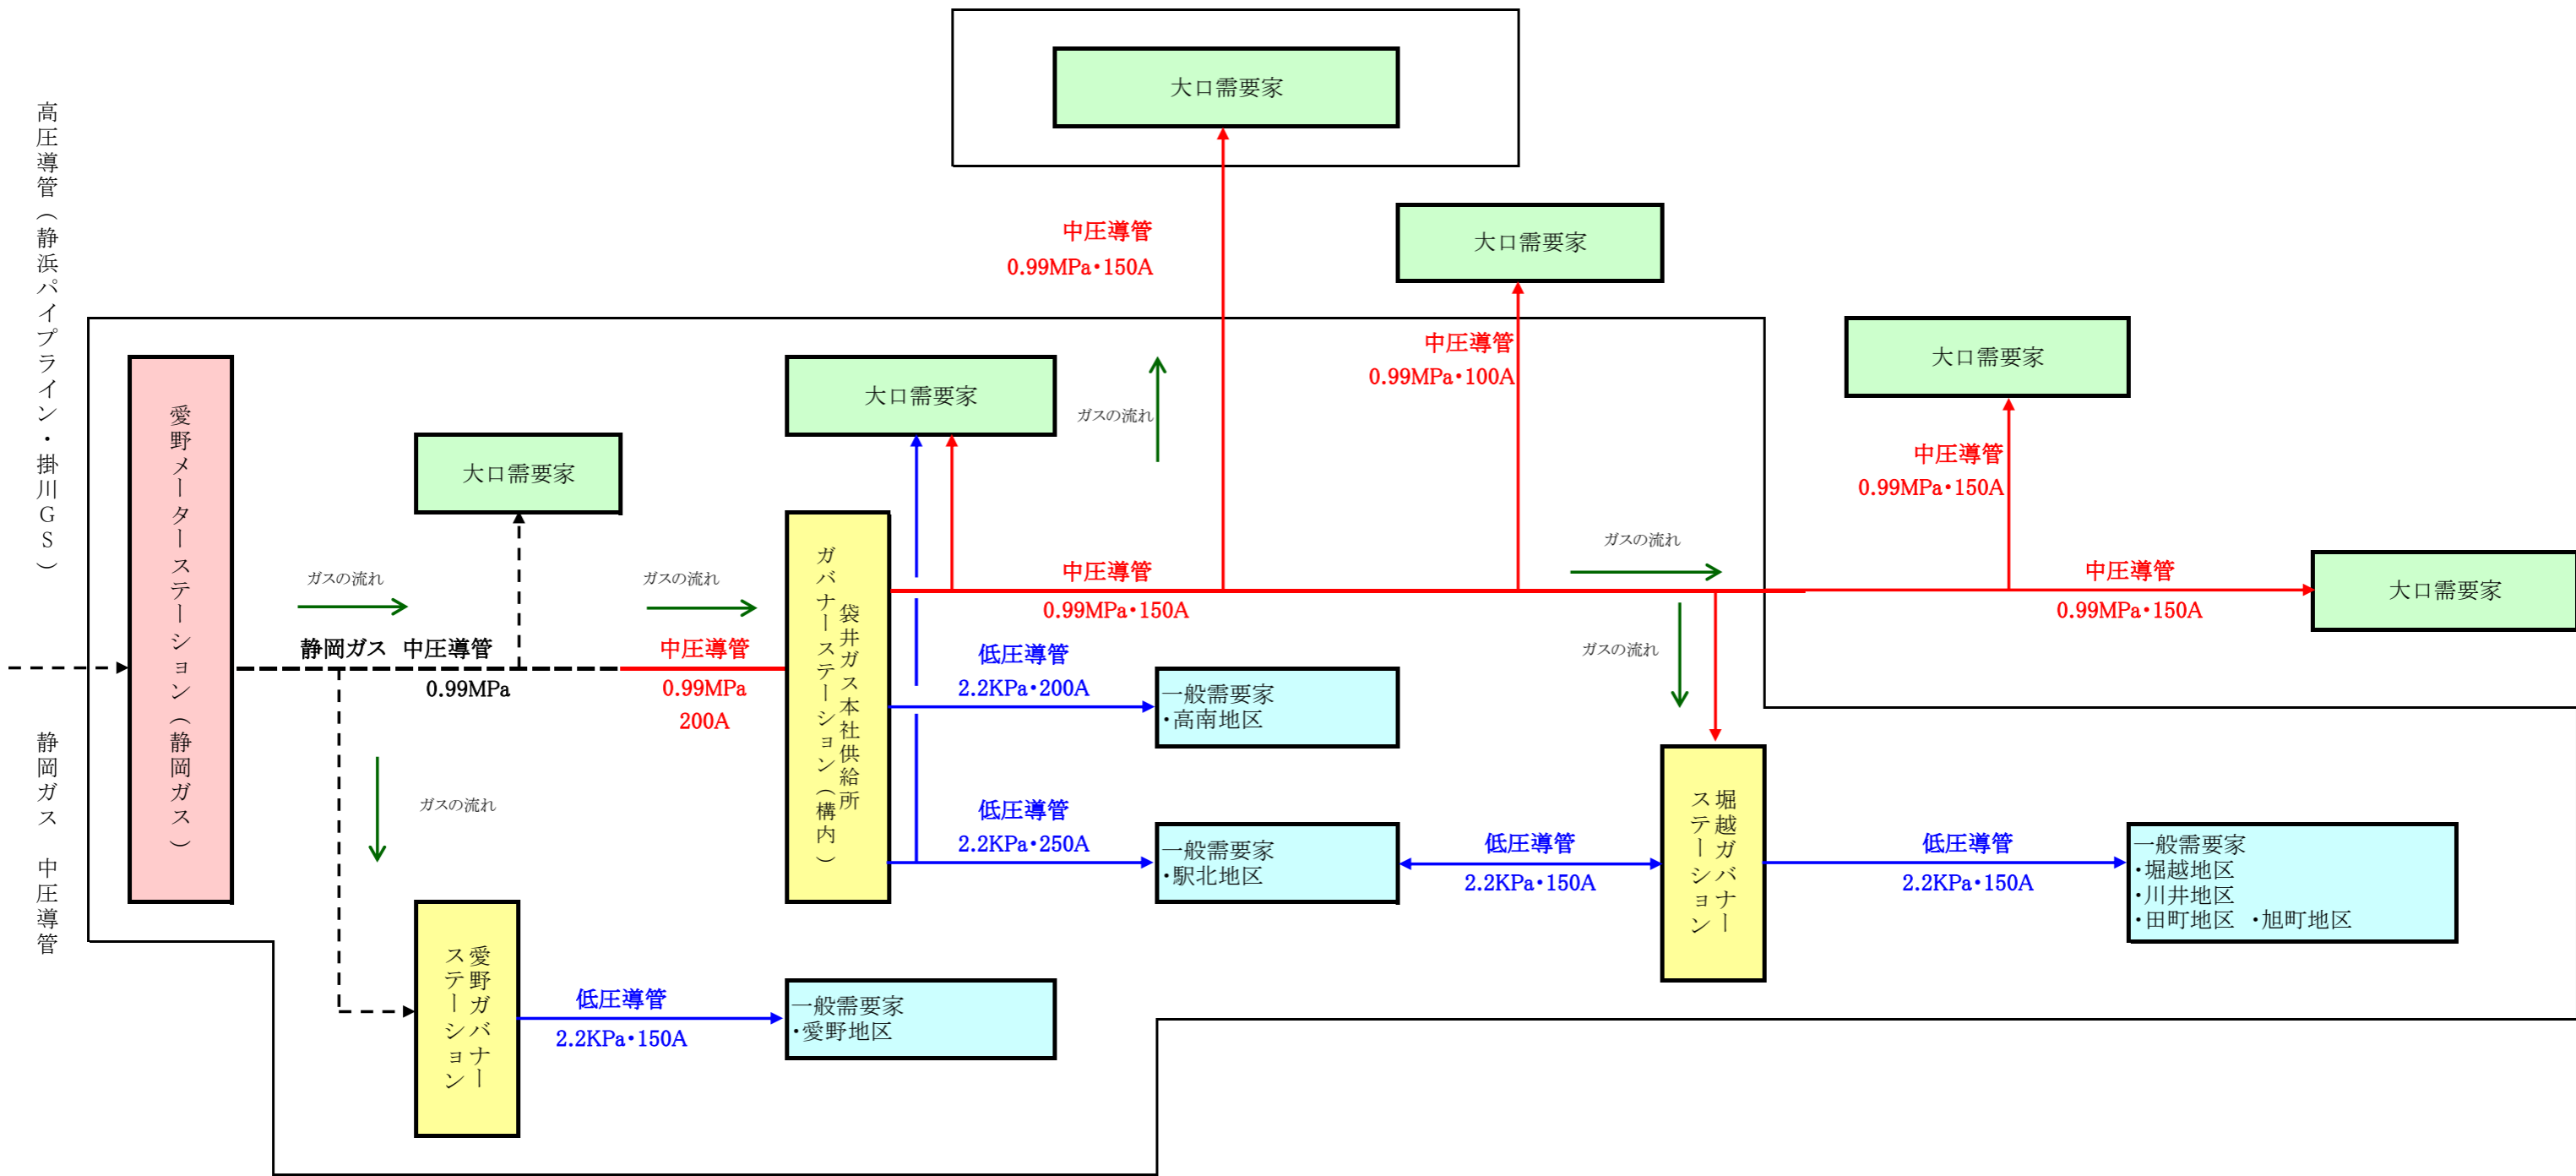 高圧導管(静浜パイプライン・掛川GS)
静岡ガス 中圧導管
愛野メーターステーション(静岡ガス)
ガスの流れ
静岡ガス 中圧導管
0.99MPa
大口需要家
ガスの流れ
愛野ガバナー
ステーション
低圧導管
2.2KPa・150A
一般需要家
・愛野地区
ガスの流れ
中圧導管
0.99MPa
200A
袋井ガス本社供給所
ガバナーステーション(構内)
大口需要家
ガスの流れ
中圧導管
0.99MPa・150A
大口需要家
中圧導管
0.99MPa・150A
大口需要家
中圧導管
0.99MPa・100A
ガスの流れ
ガスの流れ
大口需要家
中圧導管
0.99MPa・150A
中圧導管
0.99MPa・150A
大口需要家
低圧導管
2.2KPa・200A
一般需要家
・高南地区
低圧導管
2.2KPa・250A
一般需要家
・駅北地区
低圧導管
2.2KPa・150A
堀越ガバナー
ステーション
低圧導管
2.2KPa・150A
一般需要家
・堀越地区
・川井地区
・田町地区 ・旭町地区